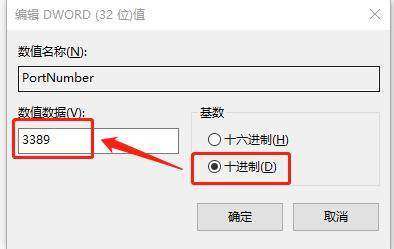 编辑 DWORD (32 位)值
数值名称(N):
PortNumber
数值数据(V):
3389
基数
十六进制(H)
十进制(D)
确定
取消